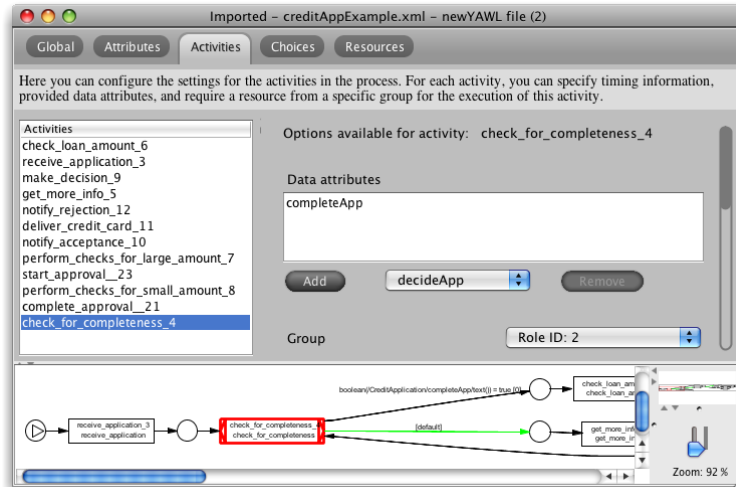 Imported - creditAppExample.xml - newYAWL file (2)
Global Attributes Activities Choices Resources
Here you can configure the settings for the activities in the process. For each activity, you can specify timing information,
provided data attributes, and require a resource from a specific group for the execution of this activity.
Activities
check_loan_amount_6
receive_application_3
make_decision_9
get_more_info_5
notify_rejection_12
deliver_credit_card_11
notify_acceptance_10
perform_checks_for_large_amount_7
start_approval__23
perform_checks_for_small_amount_8
complete_approval__21
check_for_completeness_4
Options available for activity: check_for_completeness_4
Data attributes
completeApp
Add decideApp Remove
Group Role ID: 2
boolean(/CreditApplication/completeApp/text()) = true [0]
check_loan_am
check_loan_am
receive_application_3
receive_application
check_for_completeness_4
check_for_completeness
[default]
get_more_info
get_more_in
Zoom: 92 %